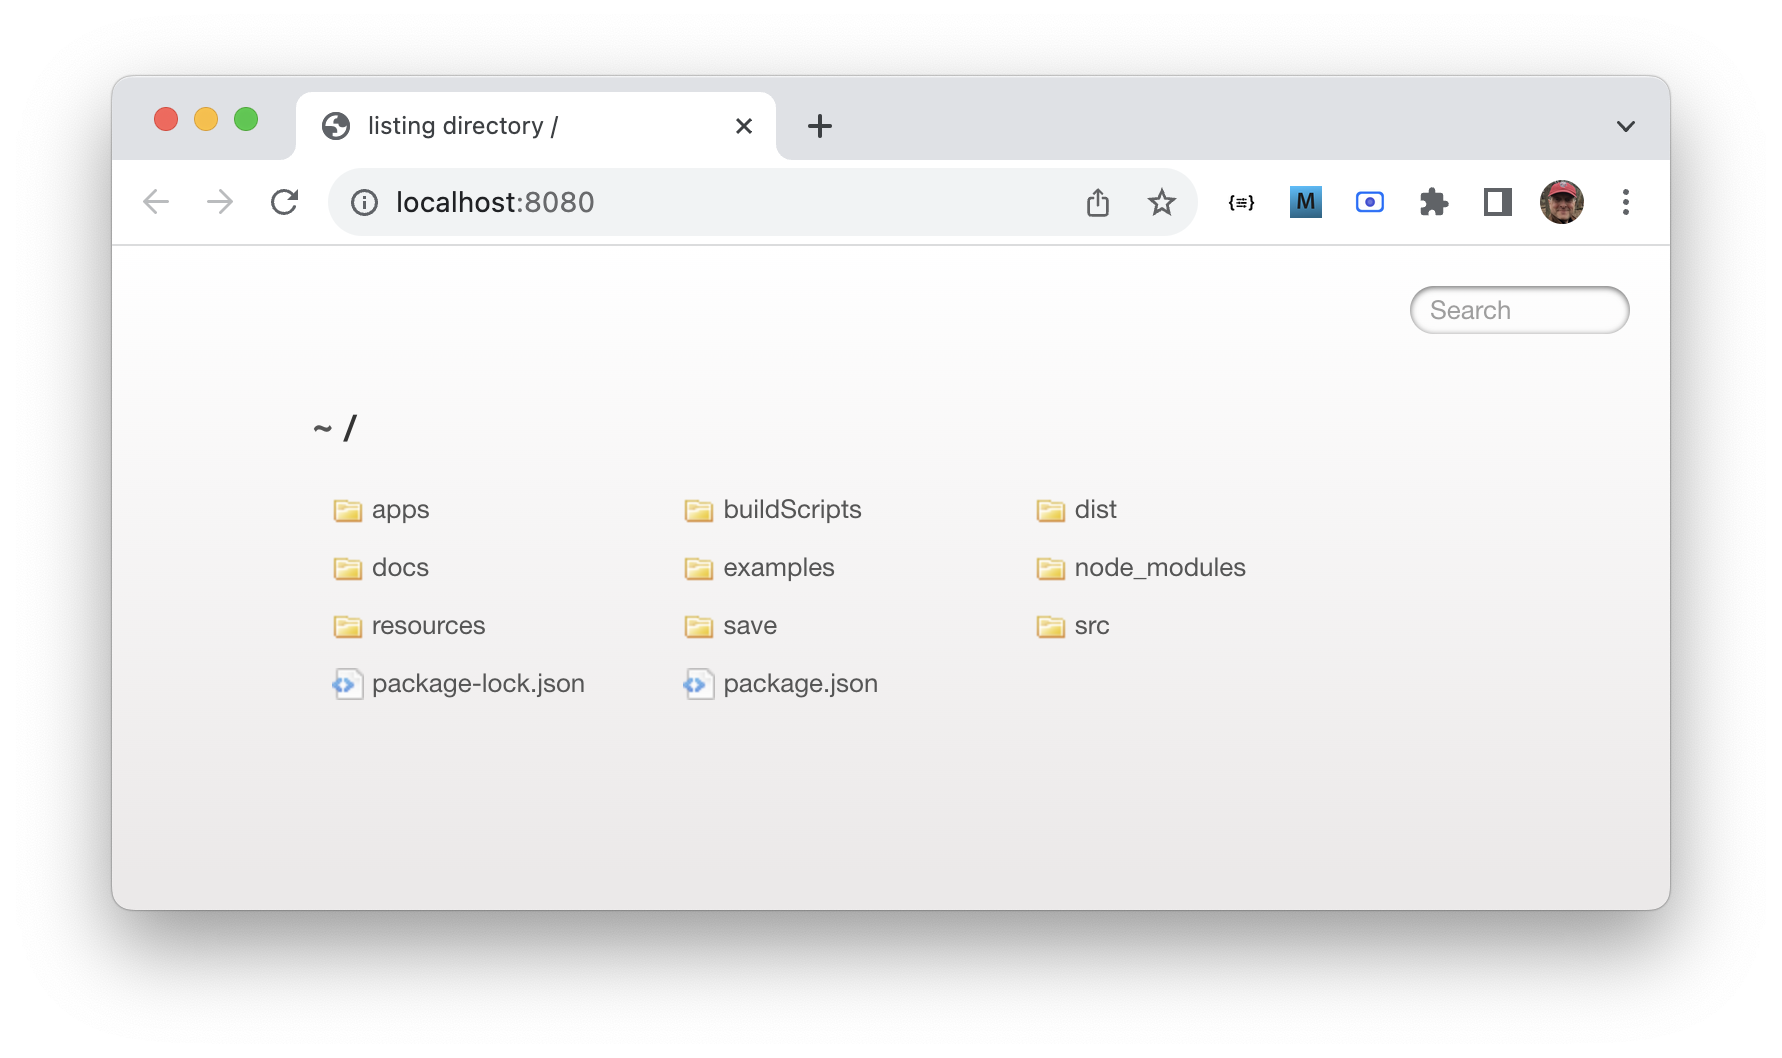 listing directory /
localhost:8080
{≡}
M
Search
~ /
apps buildScripts dist
docs examples node_modules
resources save src
package-lock.json package.json